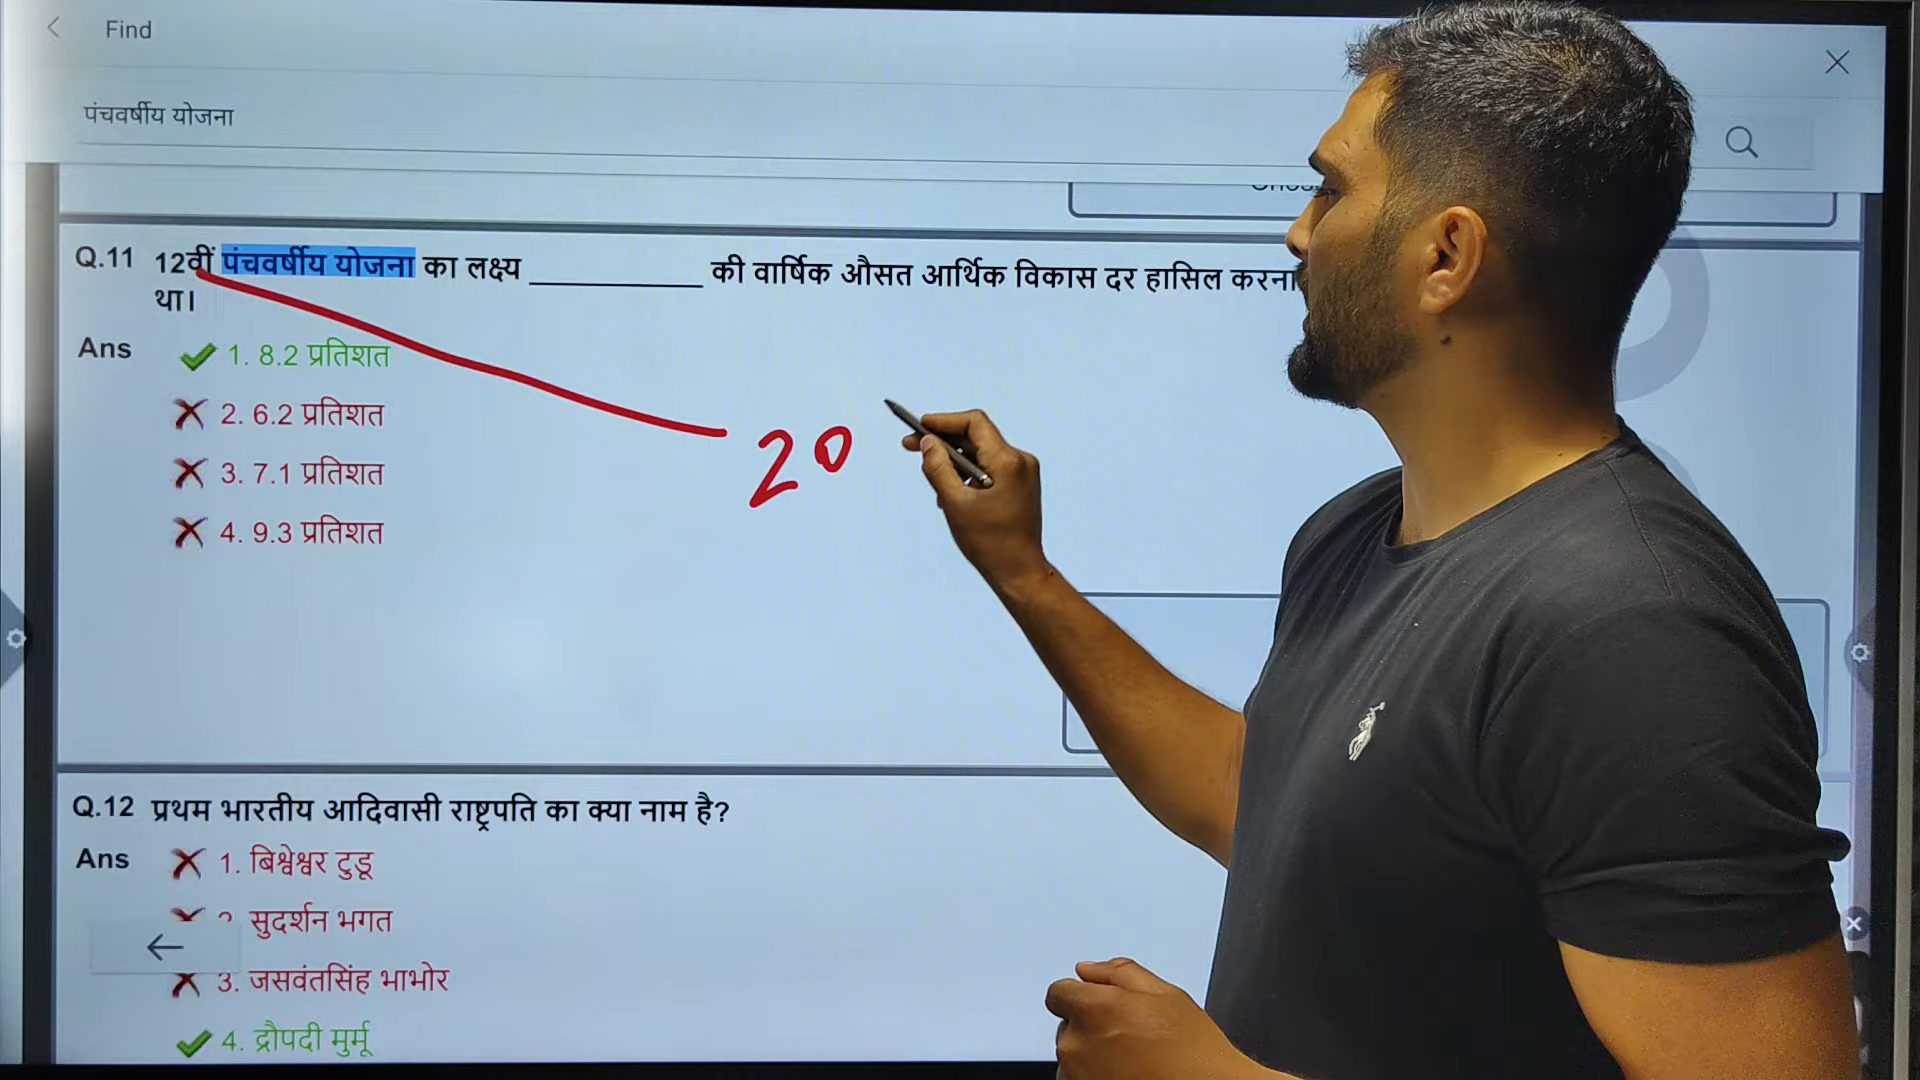 Find
पंचवर्षीय योजना
Q.11 12वीं पंचवर्षीय योजना का लक्ष्य ____________ की वार्षिक औसत आर्थिक विकास दर हासिल करना
था।
Ans 1. 8.2 प्रतिशत
2. 6.2 प्रतिशत
3. 7.1 प्रतिशत
4. 9.3 प्रतिशत
20
Q.12 प्रथम भारतीय आदिवासी राष्ट्रपति का क्या नाम है?
Ans 1. बिश्वेश्वर टुडू
सुदर्शन भगत
3. जसवंतसिंह भाभोर
4. द्रौपदी मुर्मू